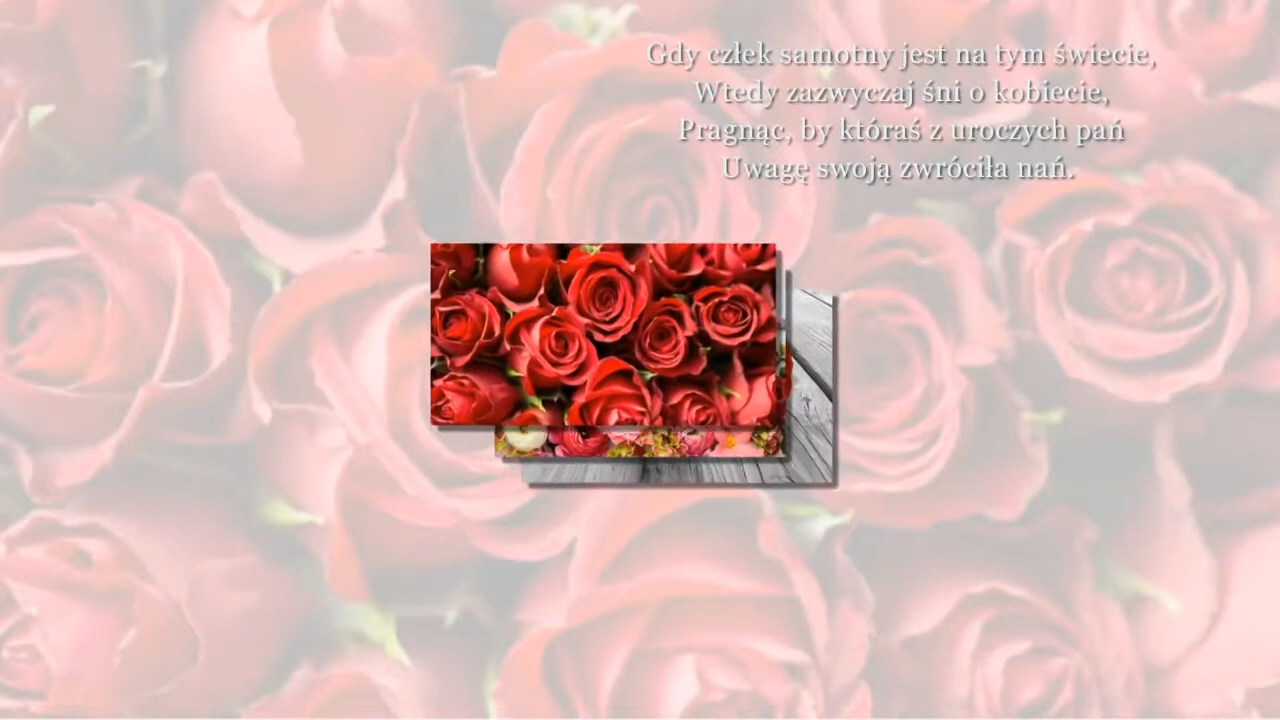 Gdy człek samotny jest na tym świecie,
Wtedy zazwyczaj śni o kobiecie,
Pragnąc, by któraś z uroczych pań
Uwagę swoją zwróciła nań.